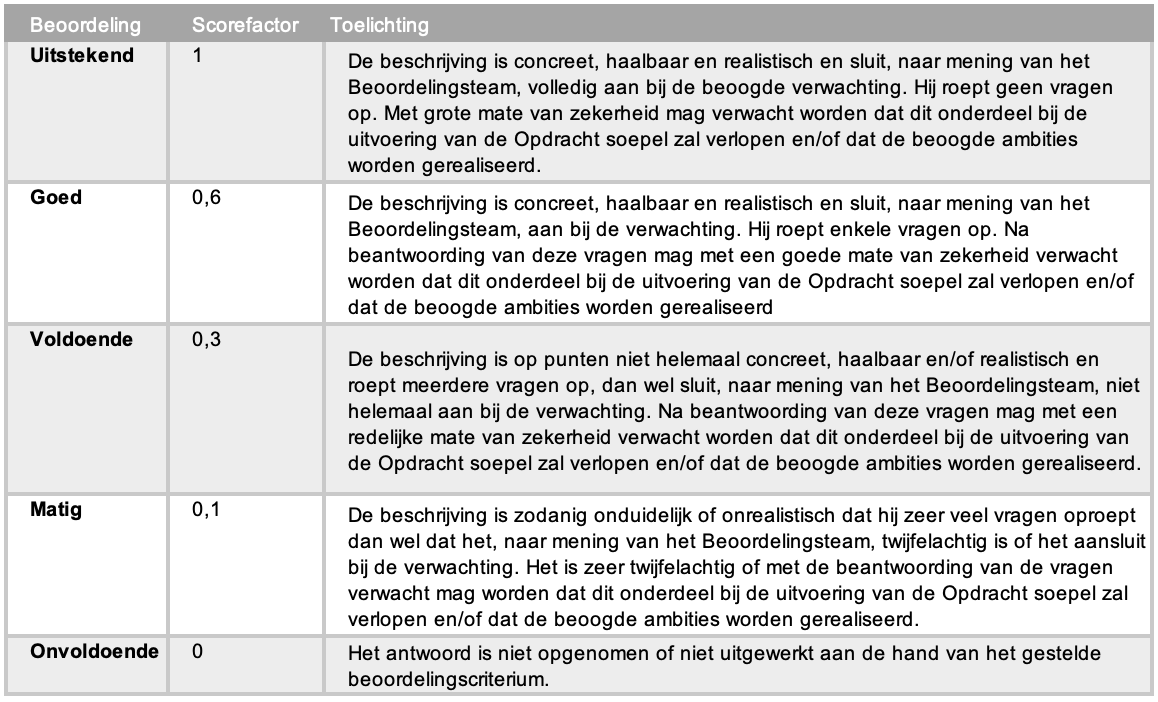 Beoordeling Scorefactor Toelichting
Uitstekend 1 De beschrijving is concreet, haalbaar en realistisch en sluit, naar mening van het
Beoordelingsteam, volledig aan bij de beoogde verwachting. Hij roept geen vragen
op. Met grote mate van zekerheid mag verwacht worden dat dit onderdeel bij de
uitvoering van de Opdracht soepel zal verlopen en/of dat de beoogde ambities
worden gerealiseerd.
Goed 0,6 De beschrijving is concreet, haalbaar en realistisch en sluit, naar mening van het
Beoordelingsteam, aan bij de verwachting. Hij roept enkele vragen op. Na
beantwoording van deze vragen mag met een goede mate van zekerheid verwacht
worden dat dit onderdeel bij de uitvoering van de Opdracht soepel zal verlopen en/of
dat de beoogde ambities worden gerealiseerd
Voldoende 0,3 De beschrijving is op punten niet helemaal concreet, haalbaar en/of realistisch en
roept meerdere vragen op, dan wel sluit, naar mening van het Beoordelingsteam, niet
helemaal aan bij de verwachting. Na beantwoording van deze vragen mag met een
redelijke mate van zekerheid verwacht worden dat dit onderdeel bij de uitvoering van
de Opdracht soepel zal verlopen en/of dat de beoogde ambities worden gerealiseerd.
Matig 0,1 De beschrijving is zodanig onduidelijk of onrealistisch dat hij zeer veel vragen oproept
dan wel dat het, naar mening van het Beoordelingsteam, twijfelachtig is of het aansluit
bij de verwachting. Het is zeer twijfelachtig of met de beantwoording van de vragen
verwacht mag worden dat dit onderdeel bij de uitvoering van de Opdracht soepel zal
verlopen en/of dat de beoogde ambities worden gerealiseerd.
Onvoldoende 0 Het antwoord is niet opgenomen of niet uitgewerkt aan de hand van het gestelde
beoordelingscriterium.